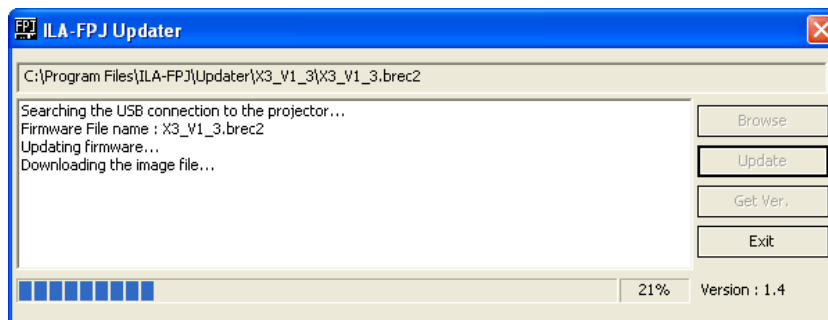 FPJ ILA-FPJ Updater
C:\Program Files\ILA-FPJ\Updater\X3_V1_3\X3_V1_3.brec2
Searching the USB connection to the projector...
Firmware File name : X3_V1_3.brec2
Updating firmware...
Downloading the image file...
Browse
Update
Get Ver.
Exit
21%
Version : 1.4